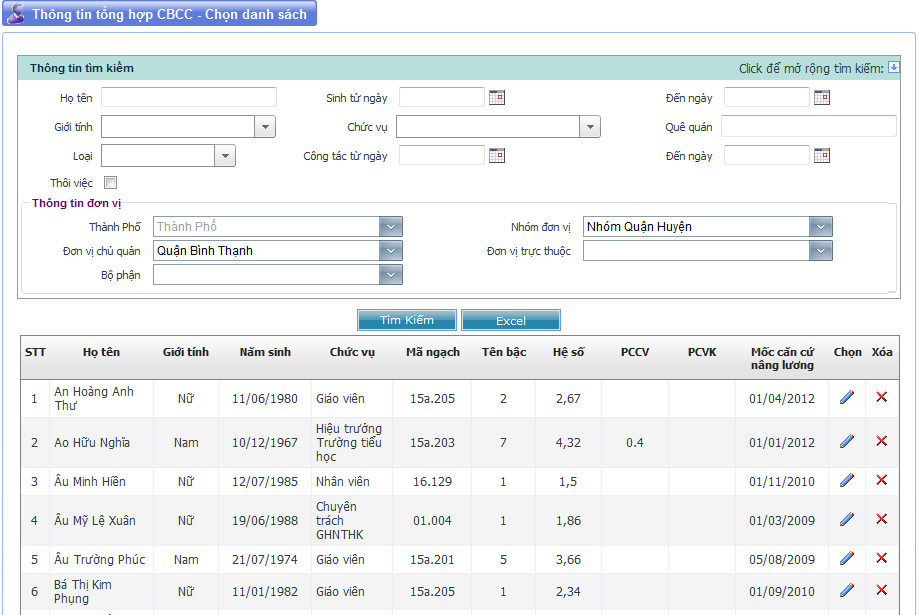 Thông tin tổng hợp CBCC - Chọn danh sách
Thông tin tìm kiếm Click để mở rộng tìm kiếm:
Họ tên Sinh từ ngày Đến ngày
Giới tính Chức vụ Quê quán
Loại Công tác từ ngày Đến ngày
Thôi việc
Thông tin đơn vị
Thành Phố Thành Phố Nhóm đơn vị Nhóm Quận Huyện
Đơn vị chủ quản Quận Bình Thạnh Đơn vị trực thuộc
Bộ phận
Tìm Kiếm Excel
STT Họ tên Giới tính Năm sinh Chức vụ Mã ngạch Tên bậc Hệ số PCCV PCVK Mốc căn cứ Chọn Xóa
nâng lương
1 An Hoàng Anh Nữ 11/06/1980 Giáo viên 15a.205 2 2,67 01/04/2012
Thư
Hiệu trưởng
2 Ao Hữu Nghĩa Nam 10/12/1967 Trường tiểu 15a.203 7 4,32 0.4 01/01/2012
học
3 Âu Minh Hiền Nữ 12/07/1985 Nhân viên 16.129 1 1,5 01/11/2010
Chuyên
4 Âu Mỹ Lệ Xuân Nữ 19/06/1988 trách 01.004 1 1,86 01/03/2009
GHNTHK
5 Âu Trường Phúc Nam 21/07/1974 Giáo viên 15a.201 5 3,66 05/08/2009
6 Bá Thị Kim Nữ 11/01/1982 Giáo viên 15a.205 1 2,34 01/09/2010
Phụng